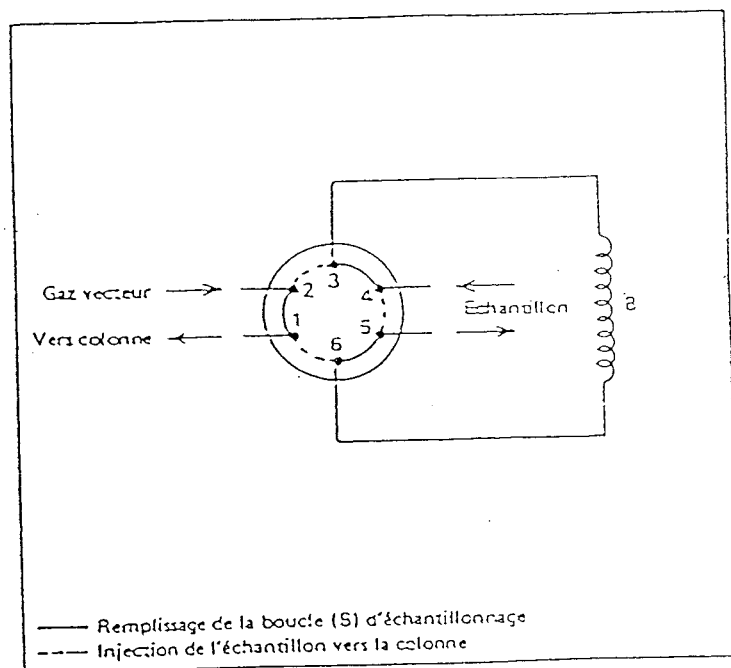 3
Gaz vecteur
2
4
Echantillon
S
Vers colonne
1
5
6
Remplissage de la boucle (S) d'échantillonnage
Injection de l'échantillon vers la colonne